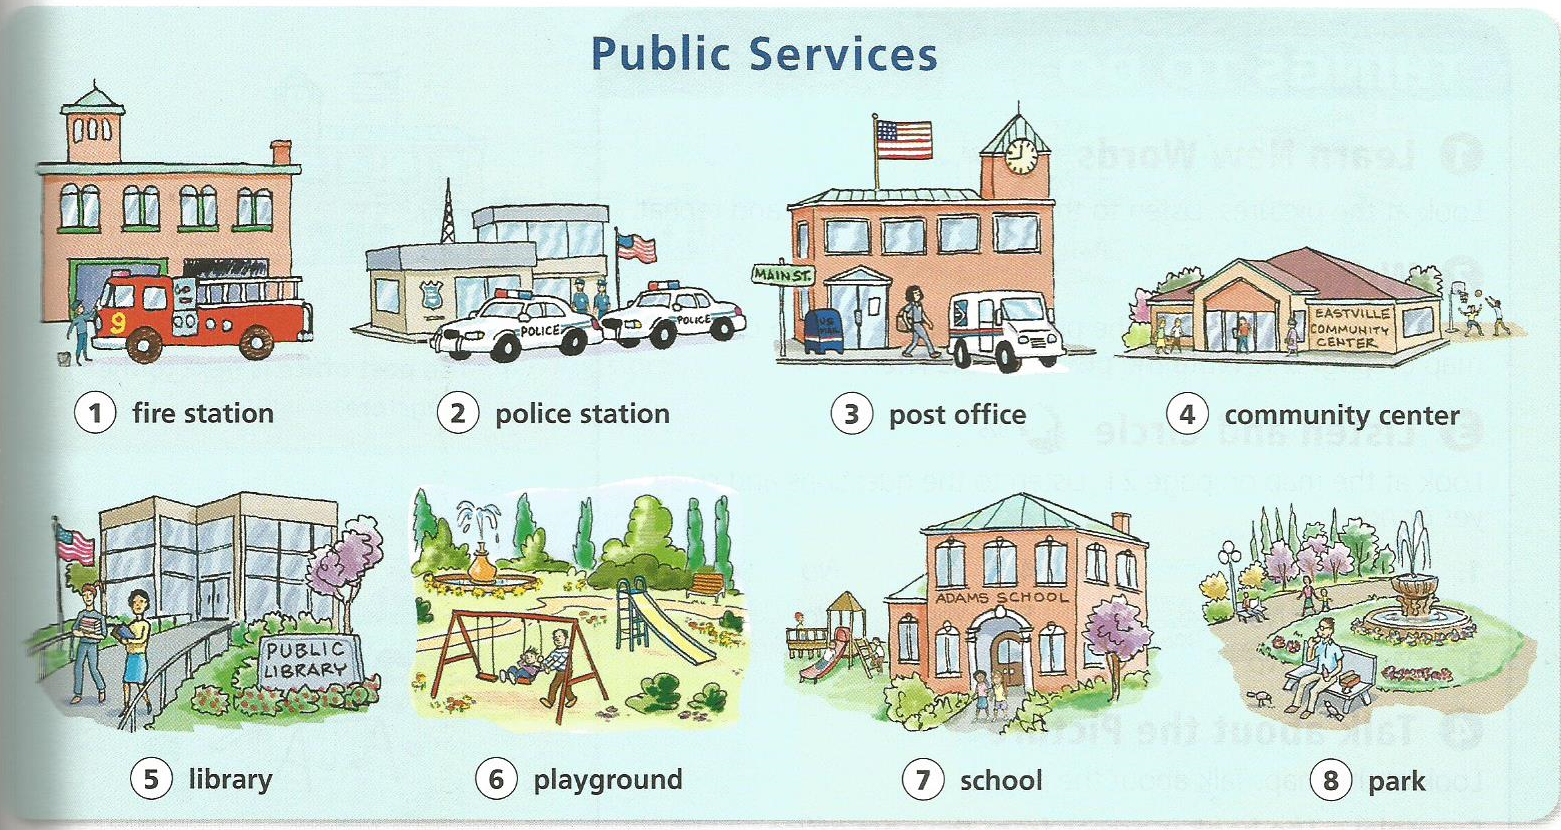 Public Services
9
POLICE
POLICE
MAIN ST.
US
MAIL
EASTVILLE
COMMUNITY
CENTER
1 fire station
2 police station
3 post office
4 community center
PUBLIC
LIBRARY
ADAMS SCHOOL
5 library
6 playground
7 school
8 park